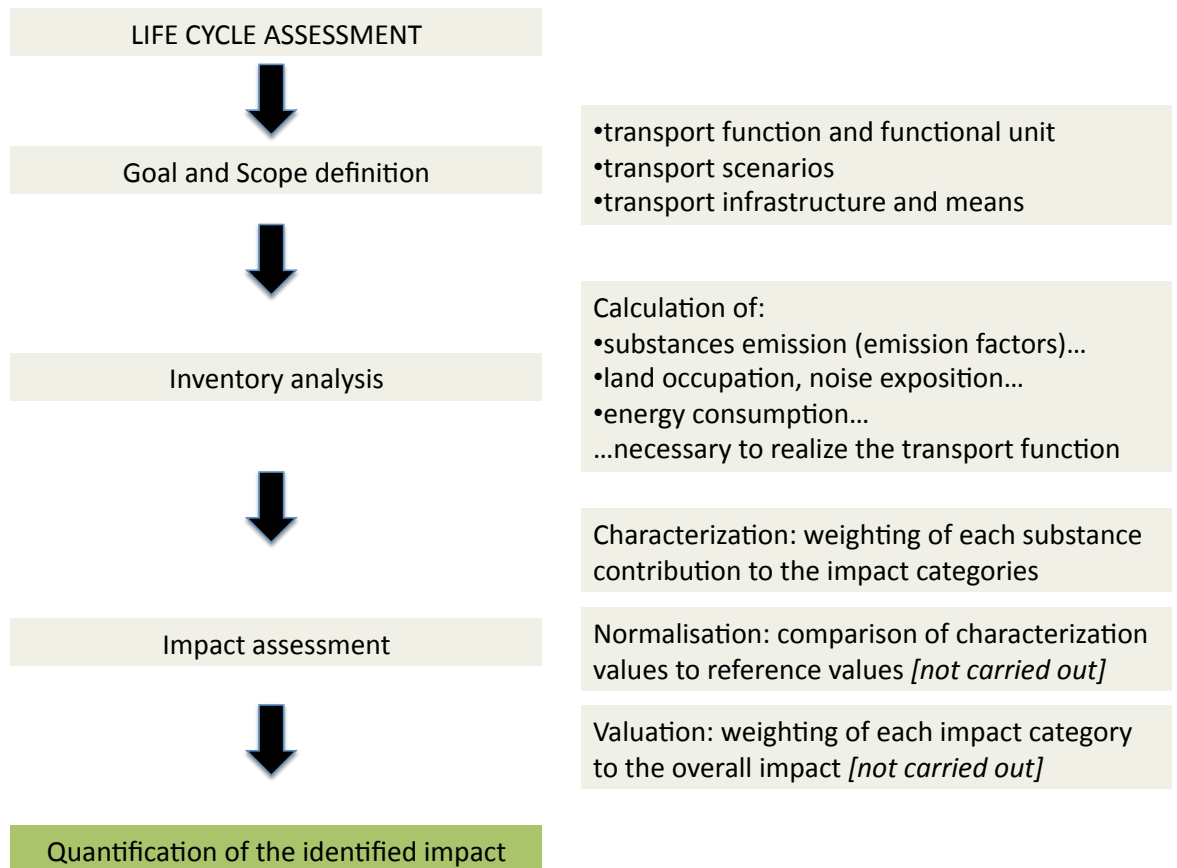 LIFE CYCLE ASSESSMENT
Goal and Scope definition
•transport function and functional unit
•transport scenarios
•transport infrastructure and means
Inventory analysis
Calculation of:
•substances emission (emission factors)…
•land occupation, noise exposition…
•energy consumption…
…necessary to realize the transport function
Impact assessment
Characterization: weighting of each substance
contribution to the impact categories
Normalisation: comparison of characterization
values to reference values [not carried out]
Valuation: weighting of each impact category
to the overall impact [not carried out]
Quantification of the identified impact